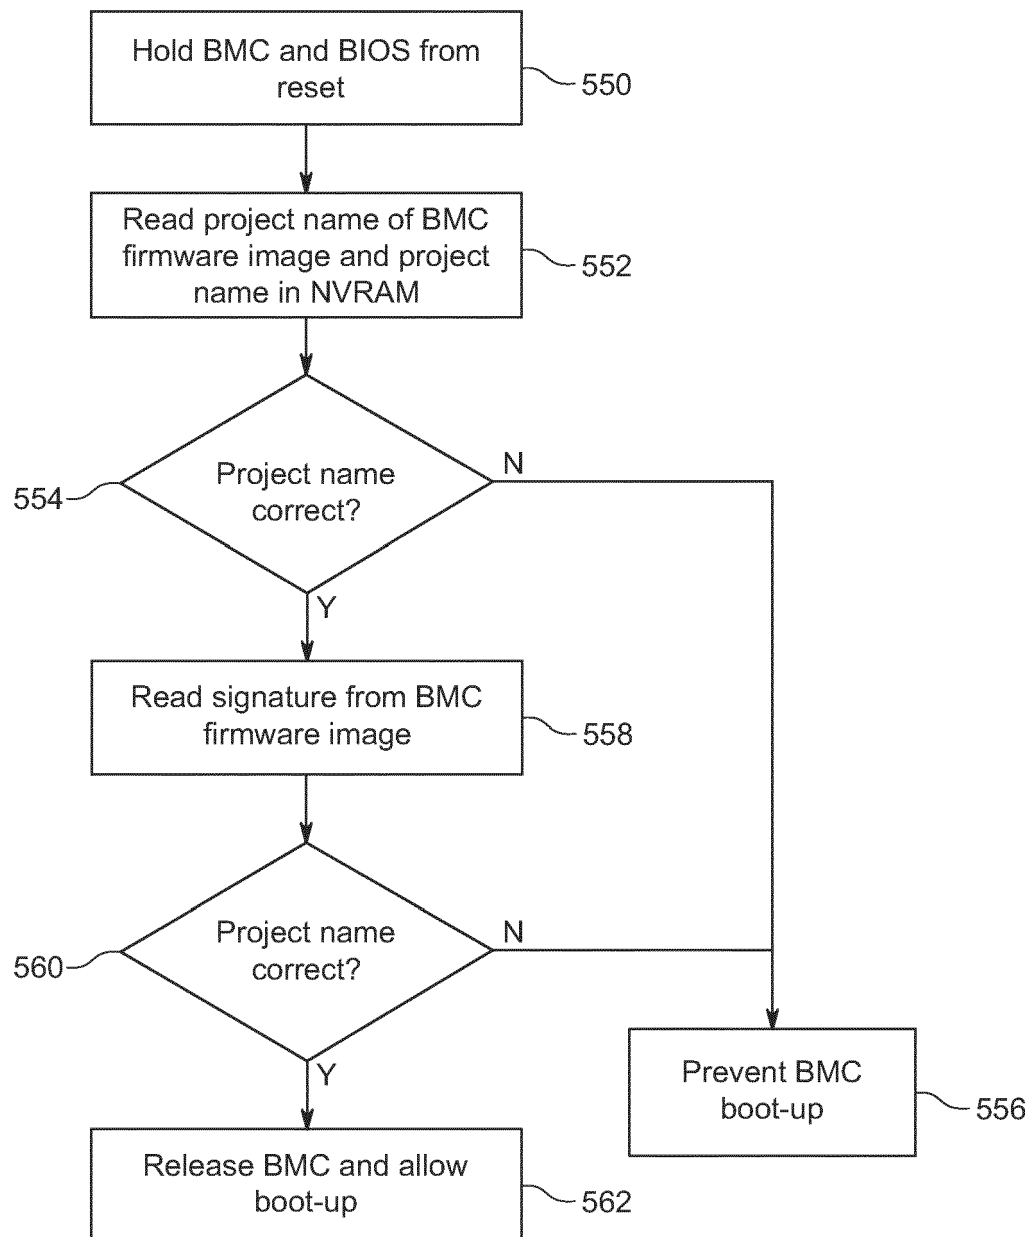 Hold BMC and BIOS from
reset
550
Read project name of BMC
firmware image and project
name in NVRAM
552
Project name
correct?
N
554
Y
Read signature from BMC
firmware image
558
Project name
correct?
N
560
Y
Prevent BMC
boot-up
556
Release BMC and allow
boot-up
562